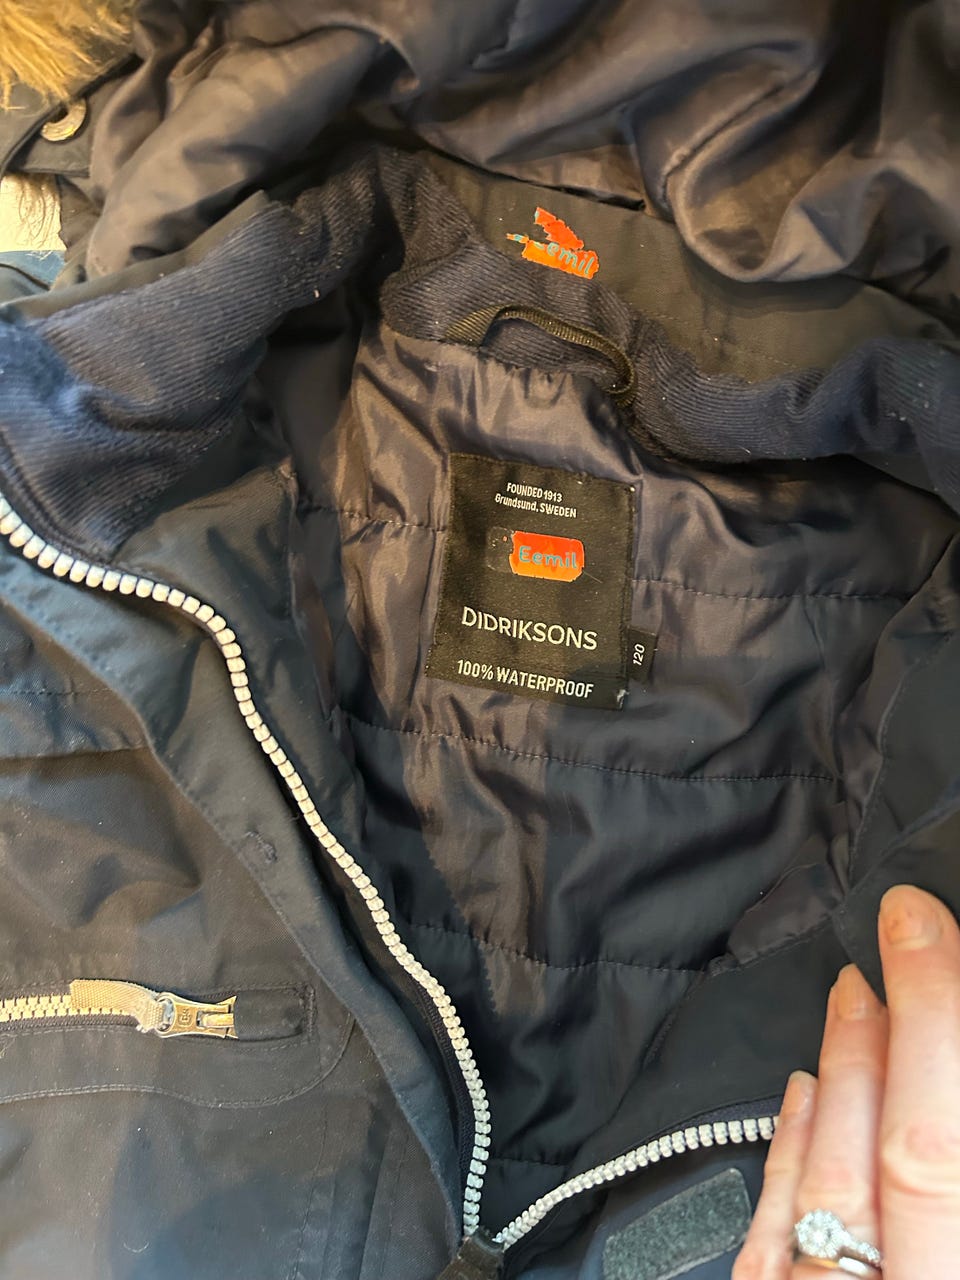 eemil
FOUNDED 1913
Grundsund, SWEDEN
Eemil
DIDRIKSONS
120
100% WATERPROOF